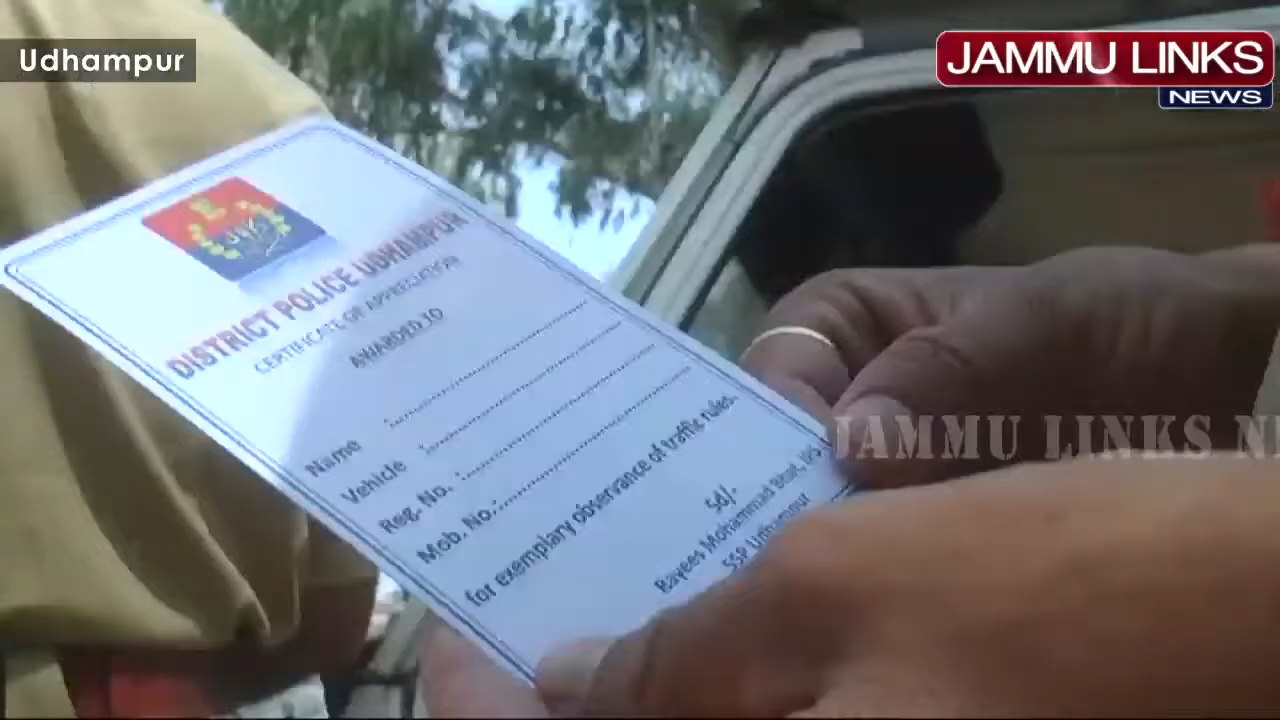 Udhampur
JAMMU LINKS
NEWS
DISTRICT POLICE UDHAMPUR
CERTIFICATE OF APPRECIATION
AWARDED TO
Name
Vehicle
Reg. No.
Mob. No.:
for exemplary observance of traffic rules.
Sd/-
Rayees Mohammad Bhat, IPS
SSP Udhampur
JAMMU LINKS NE